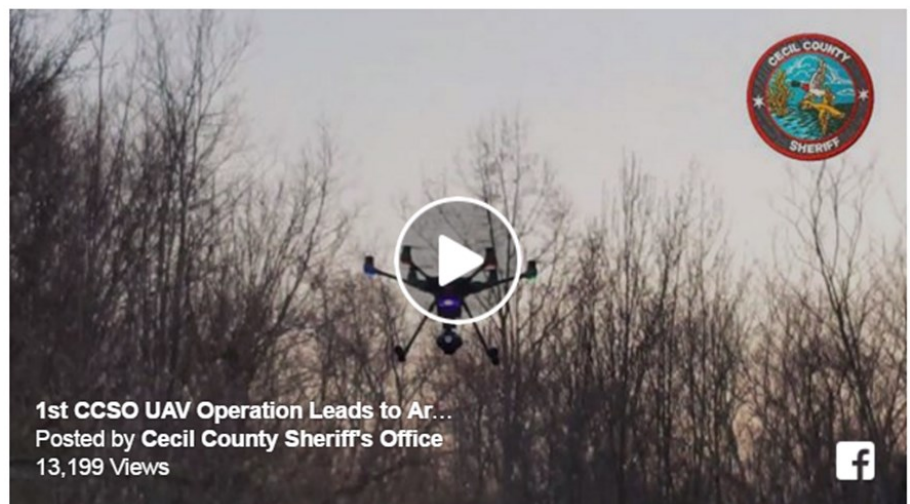 CECIL COUNTY
SHERIFF
1st CCSO UAV Operation Leads to Ar...
Posted by Cecil County Sheriff's Office
13,199 Views